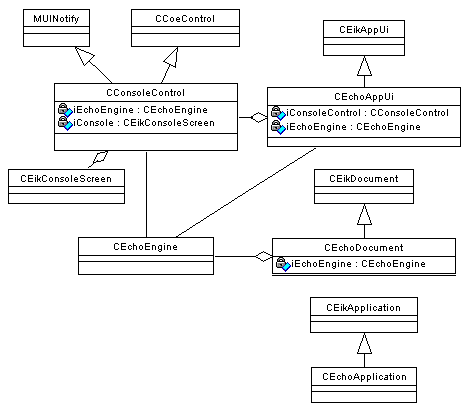 MUINotify
CCoeControl
CEikAppUi
CConsoleControl
iEchoEngine : CEchoEngine
iConsole : CEikConsoleScreen
CEchoAppUi
iConsoleControl : CConsoleControl
iEchoEngine : CEchoEngine
CEikConsoleScreen
CEikDocument
CEchoEngine
CEchoDocument
iEchoEngine : CEchoEngine
CEikApplication
CEchoApplication